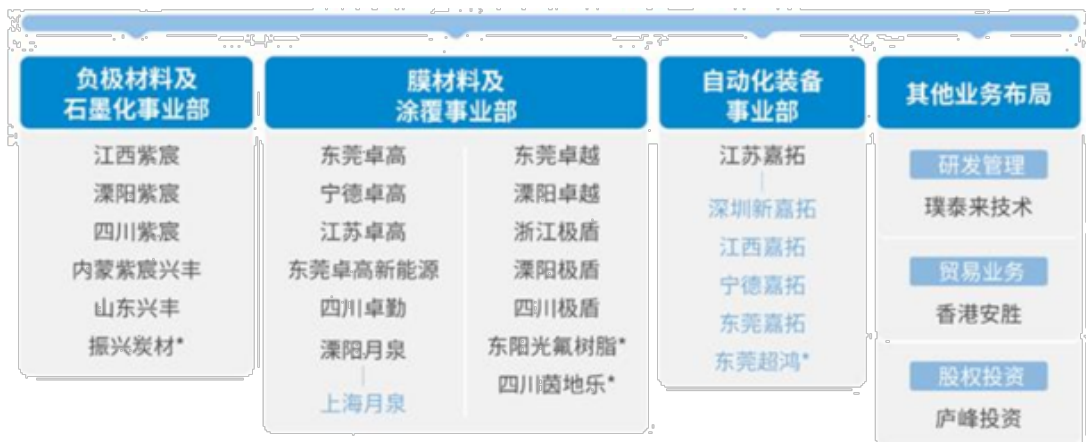 负极材料及
石墨化事业部
江西紫宸
溧阳紫宸
四川紫宸
内蒙紫宸兴丰
山东兴丰
振兴炭材*
膜材料及
涂覆事业部
东莞卓高
宁德卓高
江苏卓高
东莞卓高新能源
四川卓勤
溧阳月泉
上海月泉
东莞卓越
溧阳卓越
浙江极盾
溧阳极盾
四川极盾
东阳光氟树脂*
四川茵地乐*
自动化装备
事业部
江苏嘉拓
深圳新嘉拓
江西嘉拓
宁德嘉拓
东莞嘉拓
东莞超鸿*
其他业务布局
研发管理
璞泰来技术
贸易业务
香港安胜
股权投资
庐峰投资